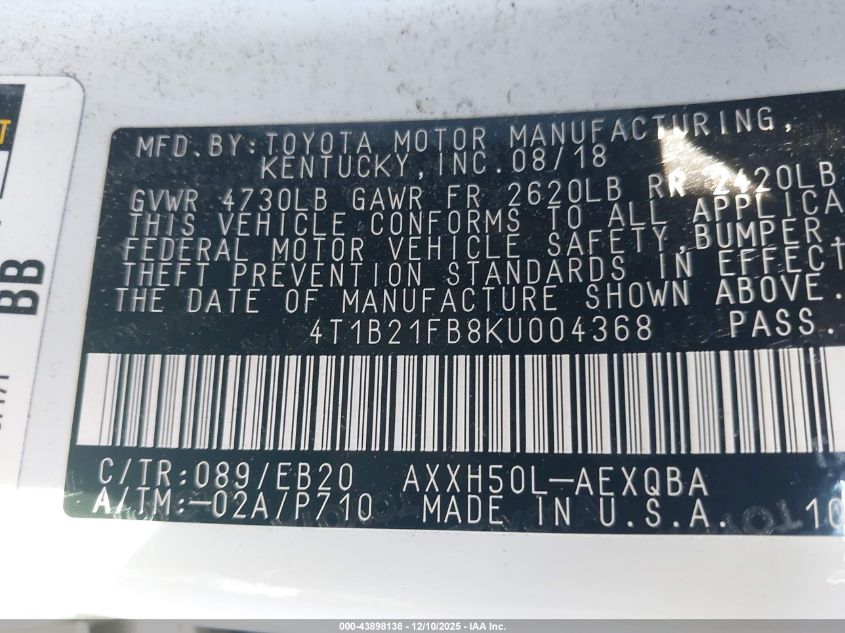 MFD.BY:TOYOTA MOTOR MANUFACTURING,
KENTUCKY,INC.08/18
GVWR 4730LB GAWR FR 2620LB RR 2420LB
THIS VEHICLE CONFORMS TO ALL APPLICA
FEDERAL MOTOR VEHICLE SAFETY,BUMPER,
THEFT PREVENTION STANDARDS IN EFFECT
THE DATE OF MANUFACTURE SHOWN ABOVE.
4T1B21FB8KU004368 PASS.
C/TR:089/EB20 AXXH50L-AEXQBA
A/TM:-02A/P710 MADE IN U.S.A. 10
BB
000-43898138 - 12/10/2025 - IAA Inc.